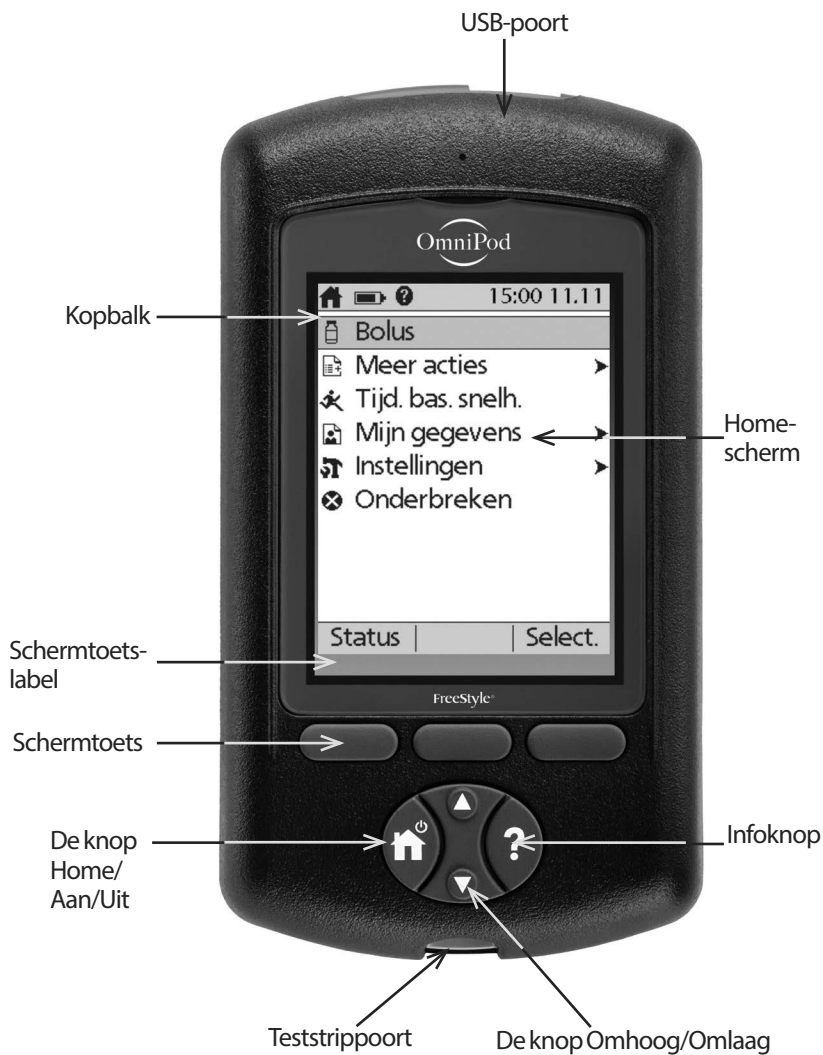 USB-poort
OmniPod
15:00 11.11
Kopbalk
Bolus
Meer acties
Tijd. bas. snelh.
Mijn gegevens
Home-
scherm
Instellingen
Onderbreken
Status
Select.
Schermtoets-
label
FreeStyle®
Schermtoets
De knop
Home/
Aan/Uit
?
Infoknop
Teststrippoort
De knop Omhoog/Omlaag